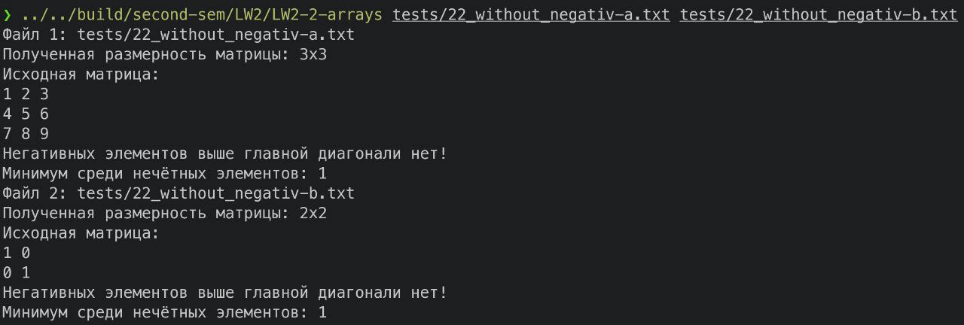 ❯ ../../build/second-sem/LW2/LW2-2-arrays tests/22_without_negativ-a.txt tests/22_without_negativ-b.txt
Файл 1: tests/22_without_negativ-a.txt
Полученная размерность матрицы: 3x3
Исходная матрица:
1 2 3
4 5 6
7 8 9
Негативных элементов выше главной диагонали нет!
Минимум среди нечётных элементов: 1
Файл 2: tests/22_without_negativ-b.txt
Полученная размерность матрицы: 2x2
Исходная матрица:
1 0
0 1
Негативных элементов выше главной диагонали нет!
Минимум среди нечётных элементов: 1